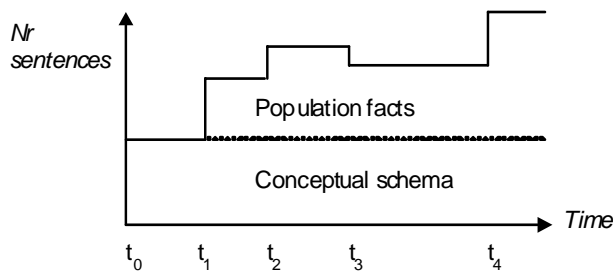 Nr
sentences
Population facts
Conceptual schema
Time
t0 t1 t2 t3 t4